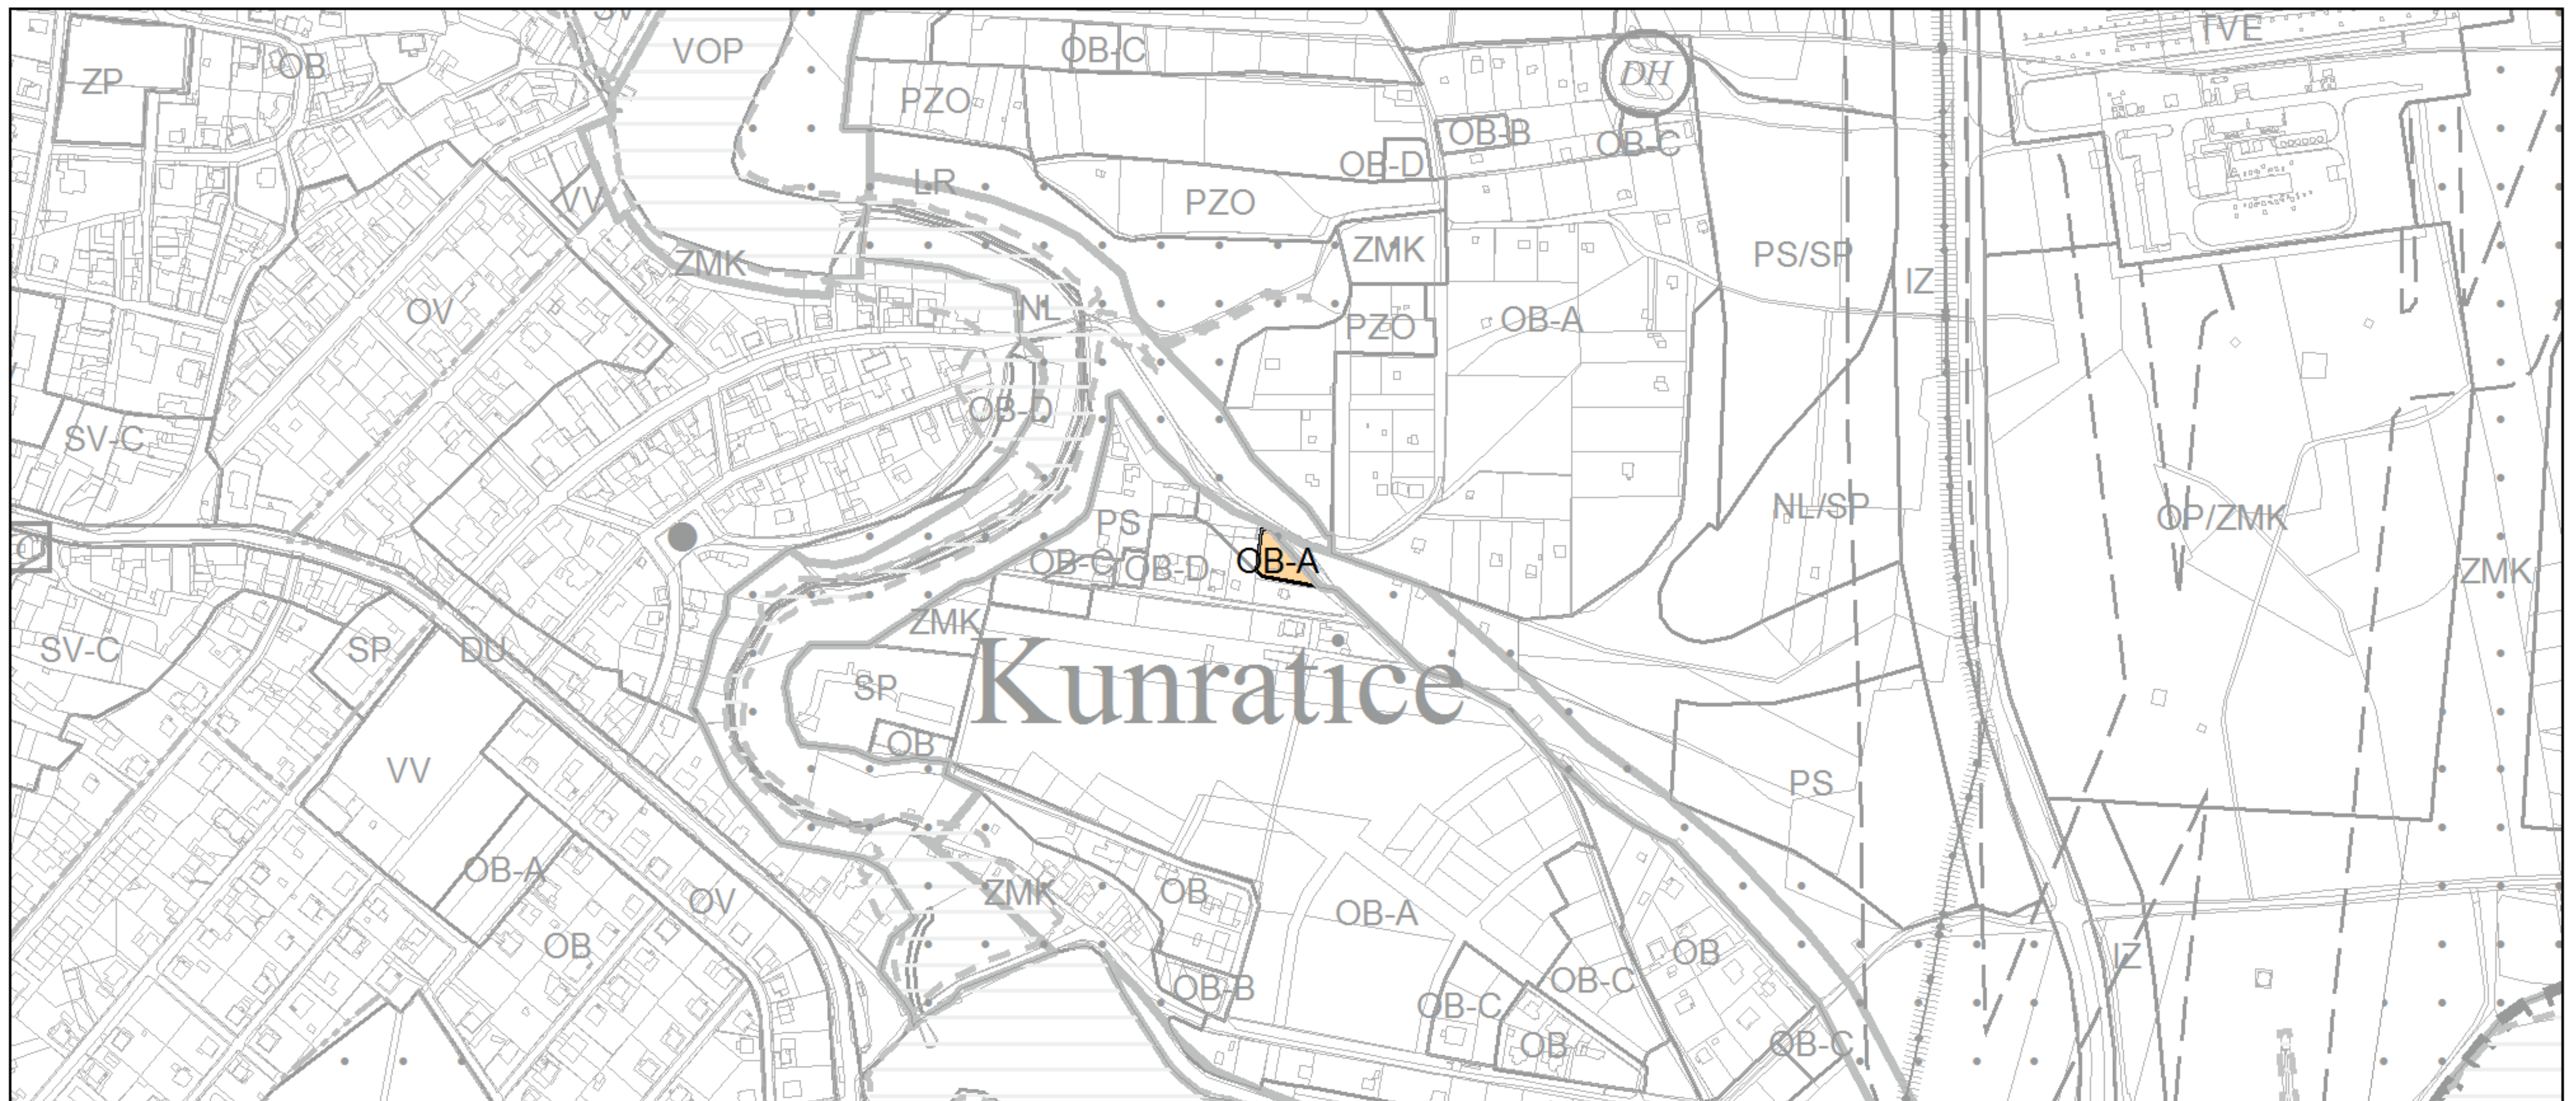 VOP
OB-C
TVE
ZP
OB
PZO
DH
OB-B
OB-C
OB-D
LR
VV
PZO
ZMK
PS/SP
ZMK
IZ
OV
NL
PZO
OB-A
OB-D
SV-C
PS
NL/SP
OP/ZMK
OB-C
OB-D
OB-A
ZMK
ZMK
SV-C
SP
DU
Kunratice
SP
OB
VV
PS
OB-A
OV
ZMK
OB
OB-A
OB
OB
IZ
OB-B
OB-C
OB-C
OB
OB-C